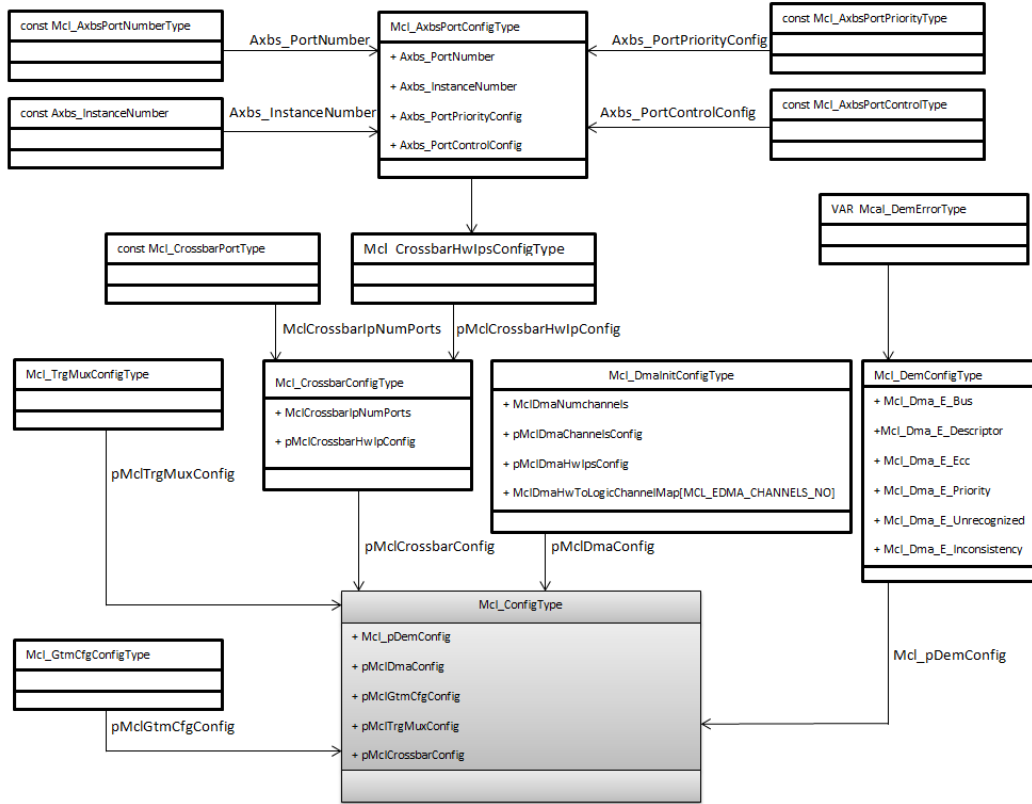 const Mcl_AxbsPortNumberType
Mcl_AxbsPortConfigType
const Mcl_AxbsPortPriorityType
Axbs_PortNumber
Axbs_PortPriorityConfig
+ Axbs_PortNumber
+ Axbs_InstanceNumber
+ Axbs_PortPriorityConfig
+ Axbs_PortControlConfig
const Axbs_InstanceNumber
Axbs_InstanceNumber
Axbs_PortControlConfig
const Mcl_AxbsPortControlType
VAR Mcal_DemErrorType
const Mcl_CrossbarPortType
Mcl_CrossbarHwIpsConfigType
MclCrossbarIpNumPorts
pMclCrossbarHwIpConfig
Mcl_TrgMuxConfigType
Mcl_CrossbarConfigType
+ MclCrossbarIpNumPorts
+ pMclCrossbarHwIpConfig
Mcl_DmaInitConfigType
+ MclDmaNumchannels
+ pMclDmaChannelsConfig
+ pMclDmaHwIpsConfig
+ MclDmaHwToLogicChannelMap[MCL_EDMA_CHANNELS_NO]
Mcl_DemConfigType
+ Mcl_Dma_E_Bus
+Mcl_Dma_E_Descriptor
+ Mcl_Dma_E_Ecc
+ Mcl_Dma_E_Priority
+ Mcl_Dma_E_Unrecognized
+ Mcl_Dma_E_Inconsistency
pMclTrgMuxConfig
pMclCrossbarConfig
pMclDmaConfig
Mcl_ConfigType
+ Mcl_pDemConfig
+ pMclDmaConfig
+ pMclGtmCfgConfig
+ pMclTrgMuxConfig
+ pMclCrossbarConfig
Mcl_GtmCfgConfigType
Mcl_pDemConfig
pMclGtmCfgConfig